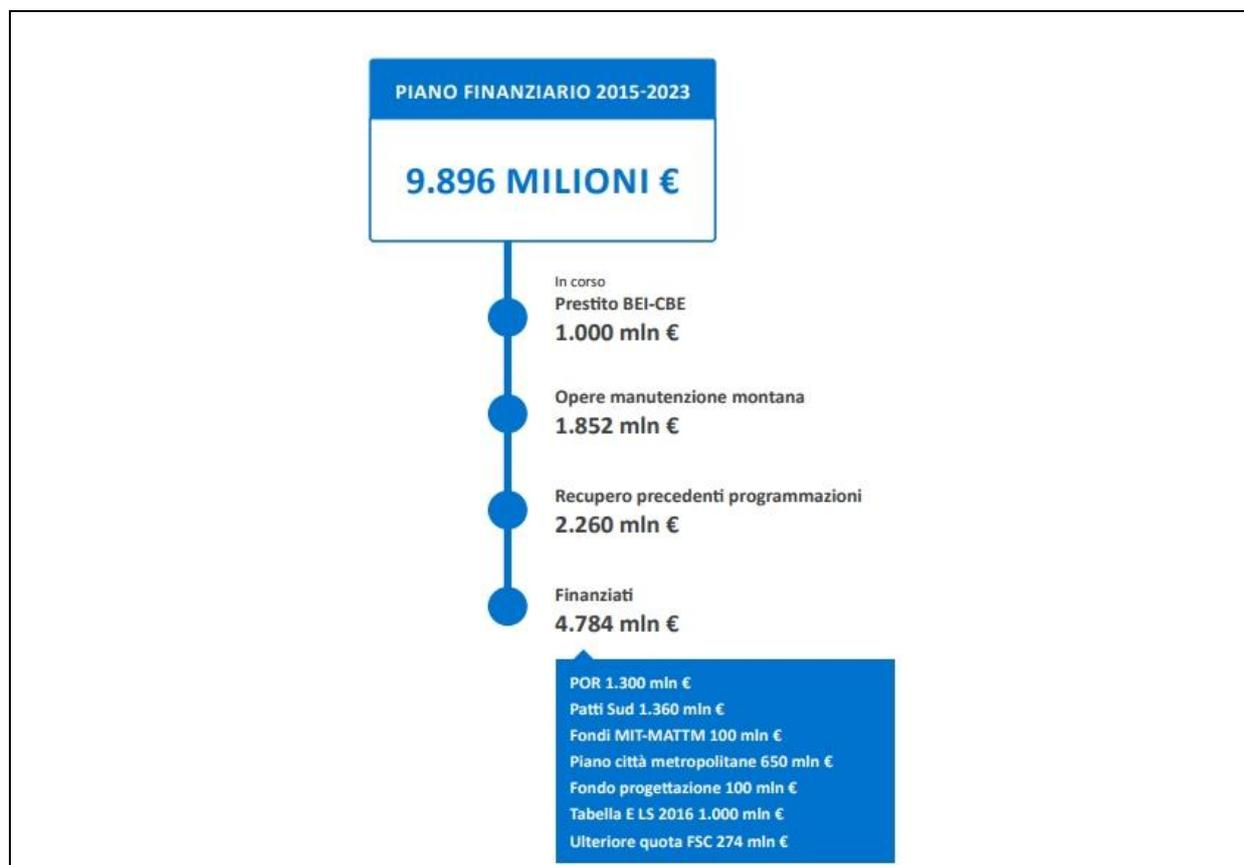 PIANO FINANZIARIO 2015-2023
9.896 MILIONI €
In corso
Prestito BEI-CBE
1.000 mln €
Opere manutenzione montana
1.852 mln €
Recupero precedenti programmazioni
2.260 mln €
Finanziati
4.784 mln €
POR 1.300 mln €
Patti Sud 1.360 mln €
Fondi MIT-MATTM 100 mln €
Piano città metropolitane 650 mln €
Fondo progettazione 100 mln €
Tabella E LS 2016 1.000 mln €
Ulteriore quota FSC 274 mln €